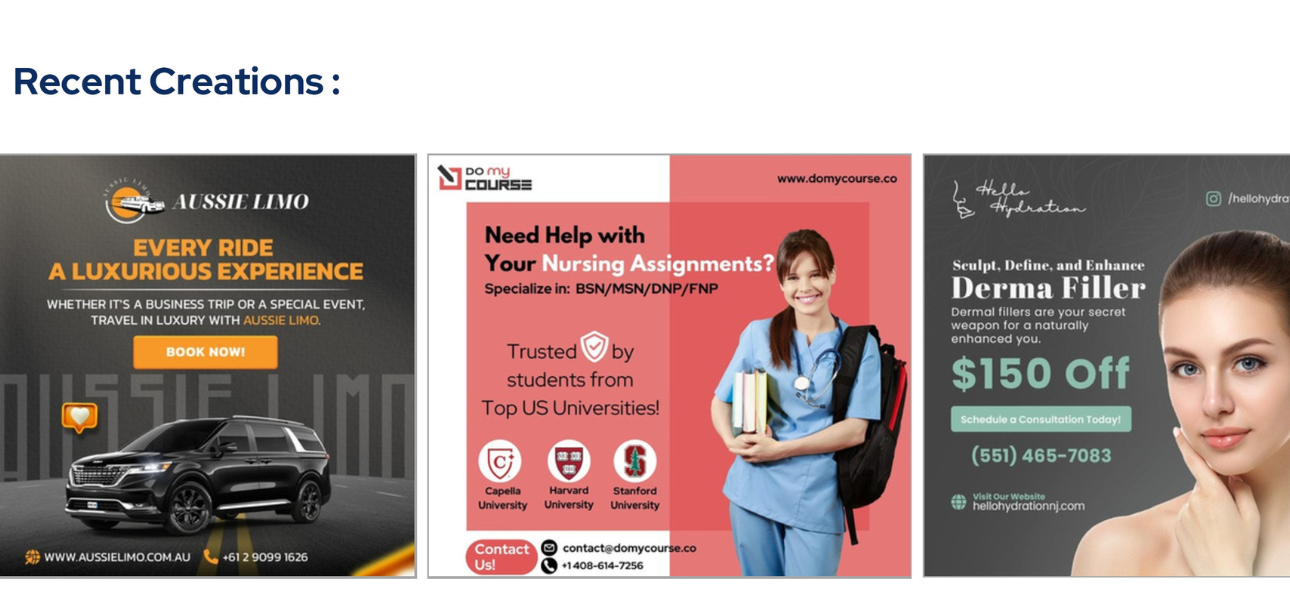 Recent Creations :
AUSSIE LIMO
AUSSIE LIMO
EVERY RIDE
A LUXURIOUS EXPERIENCE
WHETHER IT'S A BUSINESS TRIP OR A SPECIAL EVENT,
TRAVEL IN LUXURY WITH AUSSIE LIMO.
BOOK NOW!
AUSSIE LIMO
WWW.AUSSIELIMO.COM.AU +61 2 9099 1626
DO my
COURSE
www.domycourse.co
Need Help with
Your Nursing Assignments?
Specialize in: BSN/MSN/DNP/FNP
Trusted by
students from
Top US Universities!
Capella
University
Harvard
University
Stanford
University
Contact
Us!
contact@domycourse.co
+1 408-614-7256
Hello
Hydration
/hellohydra
Sculpt, Define, and Enhance
Derma Filler
Dermal fillers are your secret
weapon for a naturally
enhanced you.
$150 Off
Schedule a Consultation Today!
(551) 465-7083
Visit Our Website
hellohydrationnj.com